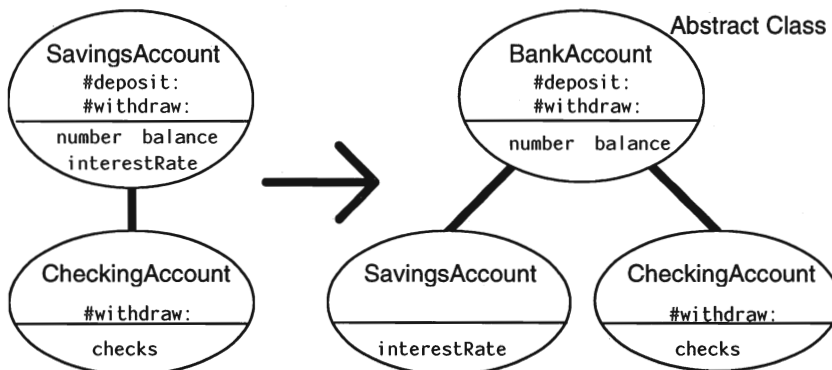 SavingsAccount
#deposit:
#withdraw:
number balance
interestRate
CheckingAccount
#withdraw:
checks
Abstract Class
BankAccount
#deposit:
#withdraw:
number balance
SavingsAccount
interestRate
CheckingAccount
#withdraw:
checks